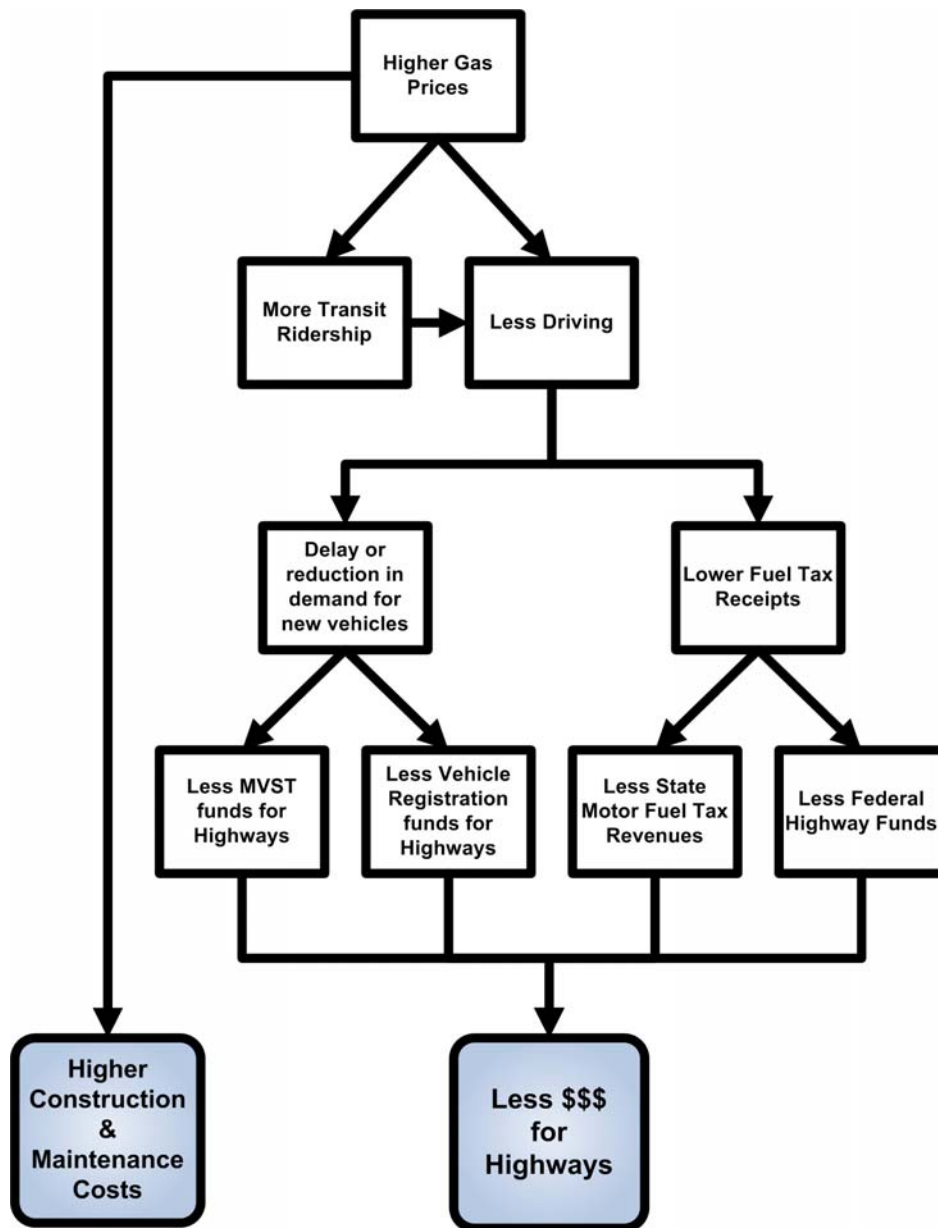 Higher Gas
Prices
More Transit
Ridership
Less Driving
Delay or
reduction in
demand for
new vehicles
Lower Fuel Tax
Receipts
Less MVST
funds for
Highways
Less Vehicle
Registration
funds for
Highways
Less State
Motor Fuel Tax
Revenues
Less Federal
Highway Funds
Higher
Construction
&
Maintenance
Costs
Less $$$
for
Highways